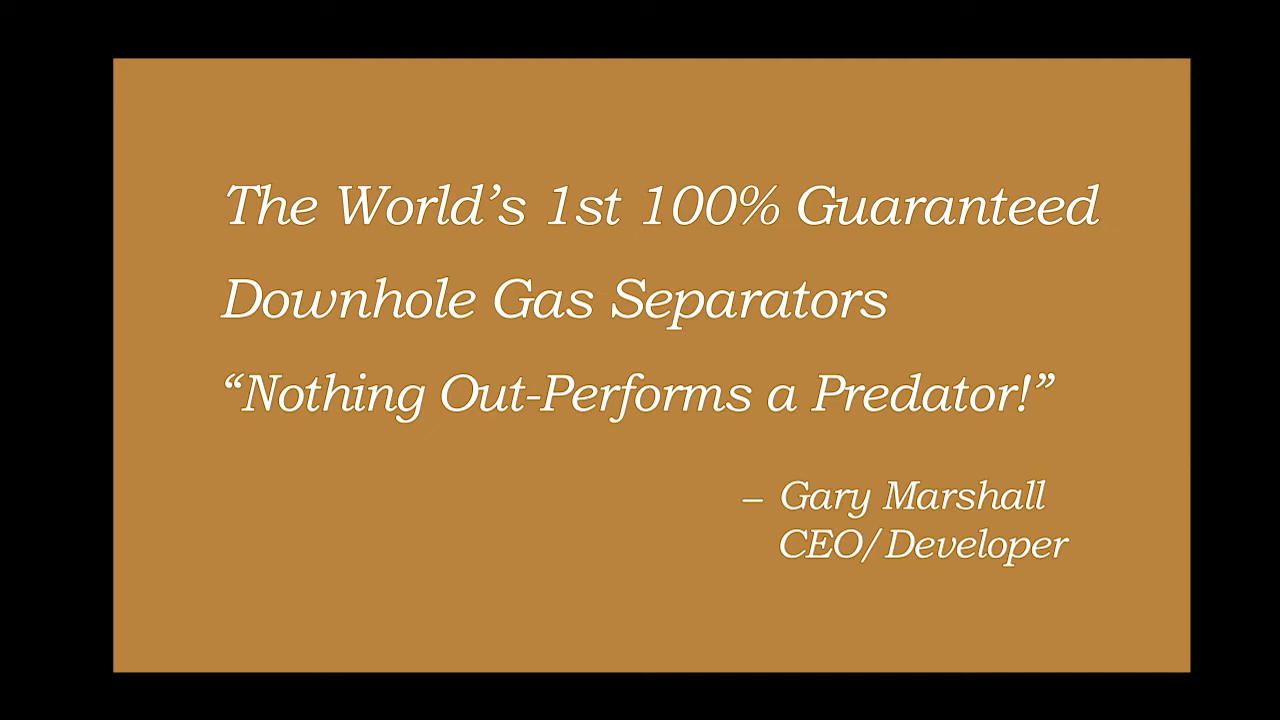 The World’s 1st 100% Guaranteed
Downhole Gas Separators
“Nothing Out-Performs a Predator!”
– Gary Marshall
CEO/Developer